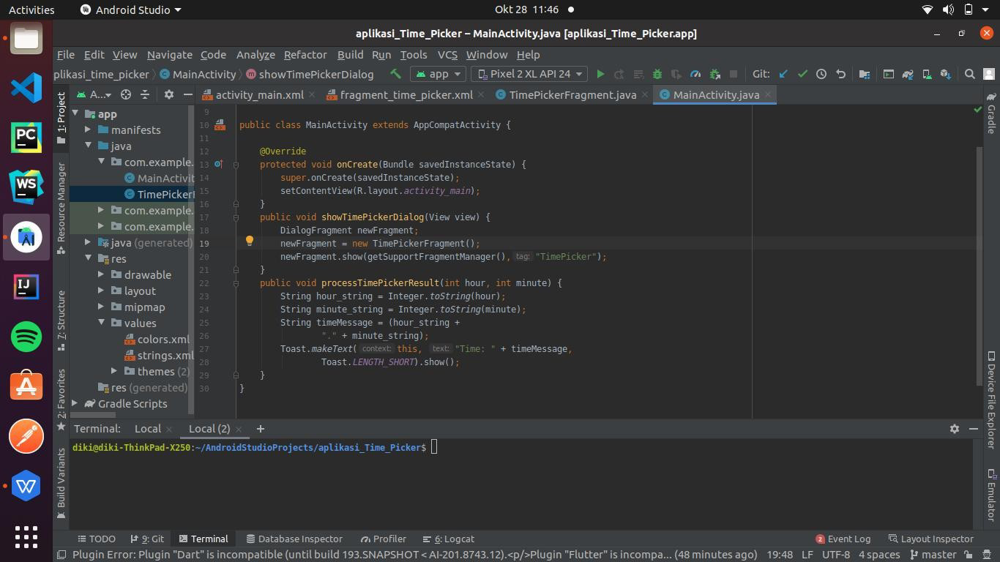 Activities Android Studio Okt 28 11:46
aplikasi_Time_Picker – MainActivity.java [aplikasi_Time_Picker.app]
File Edit View Navigate Code Analyze Refactor Build Run Tools VCS Window Help
plikasi_time_picker MainActivity showTimePickerDialog app Pixel 2 XL API 24 Git:
A... activity_main.xml fragment_time_picker.xml TimePickerFragment.java MainActivity.java
1: Project
Resource Manager
7: Structure
2: Favorites
Build Variants
app
manifests
java
com.example.
MainActivit
TimePickerF
com.example.
com.example.
java (generated)
res
drawable
layout
mipmap
values
colors.xml
strings.xml
themes (2)
res (generated)
Gradle Scripts
9
10 public class MainActivity extends AppCompatActivity {
11
12 @Override
13 protected void onCreate(Bundle savedInstanceState) {
14 super.onCreate(savedInstanceState);
15 setContentView(R.layout.activity_main);
16 }
17 public void showTimePickerDialog(View view) {
18 DialogFragment newFragment;
19 newFragment = new TimePickerFragment();
20 newFragment.show(getSupportFragmentManager(), tag: "TimePicker");
21 }
22 public void processTimePickerResult(int hour, int minute) {
23 String hour_string = Integer.toString(hour);
24 String minute_string = Integer.toString(minute);
25 String timeMessage = (hour_string +
26 "." + minute_string);
27 Toast.makeText( context: this, text: "Time: " + timeMessage,
28 Toast.LENGTH_SHORT).show();
29 }
30 }
Gradle
Device File Explorer
Emulator
PC
WS
IJ
Terminal: Local Local (2) +
diki@diki-ThinkPad-X250:~/AndroidStudioProjects/aplikasi_Time_Picker$
TODO 9: Git Terminal Database Inspector Profiler 6: Logcat 2 Event Log Layout Inspector
Plugin Error: Plugin "Dart" is incompatible (until build 193.SNAPSHOT < AI-201.8743.12).<p/>Plugin "Flutter" is incompa... (48 minutes ago) 19:48 LF UTF-8 4 spaces master